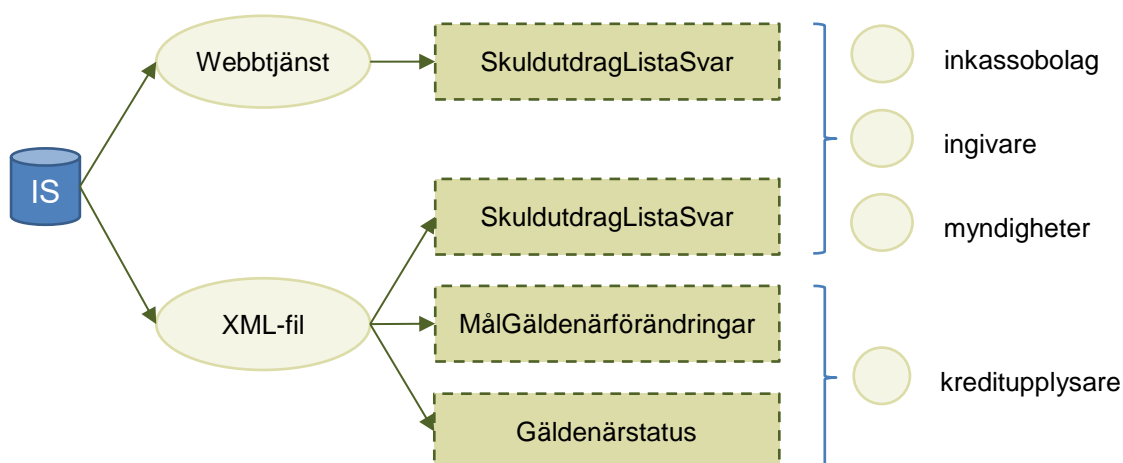 Webbtjänst
SkuldutdragListaSvar
inkassobolag
ingivare
IS
SkuldutdragListaSvar
myndigheter
XML-fil
MålGäldenärförändringar
kreditupplysare
Gäldenärstatus